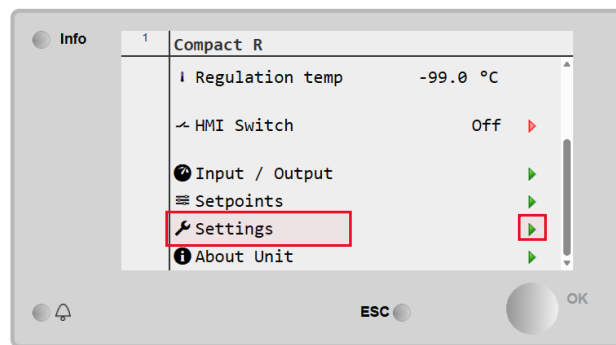 Info
1
Compact R
Regulation temp -99.0 °C
HMI Switch Off
Input / Output
Setpoints
Settings
About Unit
ESC
OK